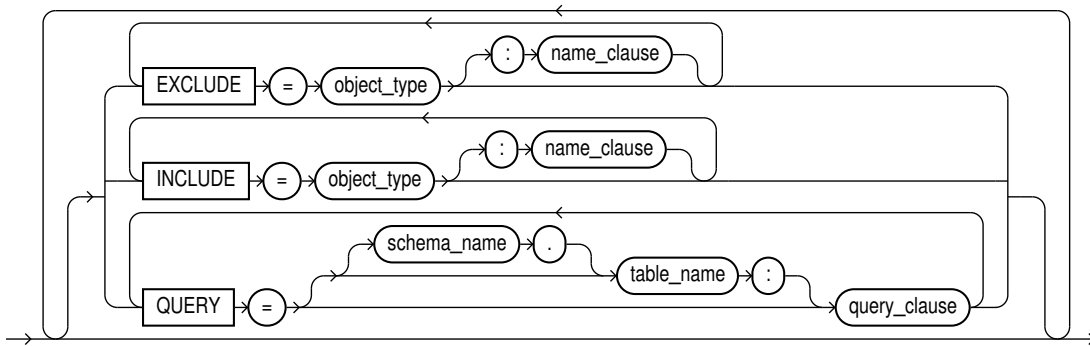 : name_clause
EXCLUDE = object_type
: name_clause
INCLUDE = object_type
schema_name .
table_name :
QUERY = query_clause